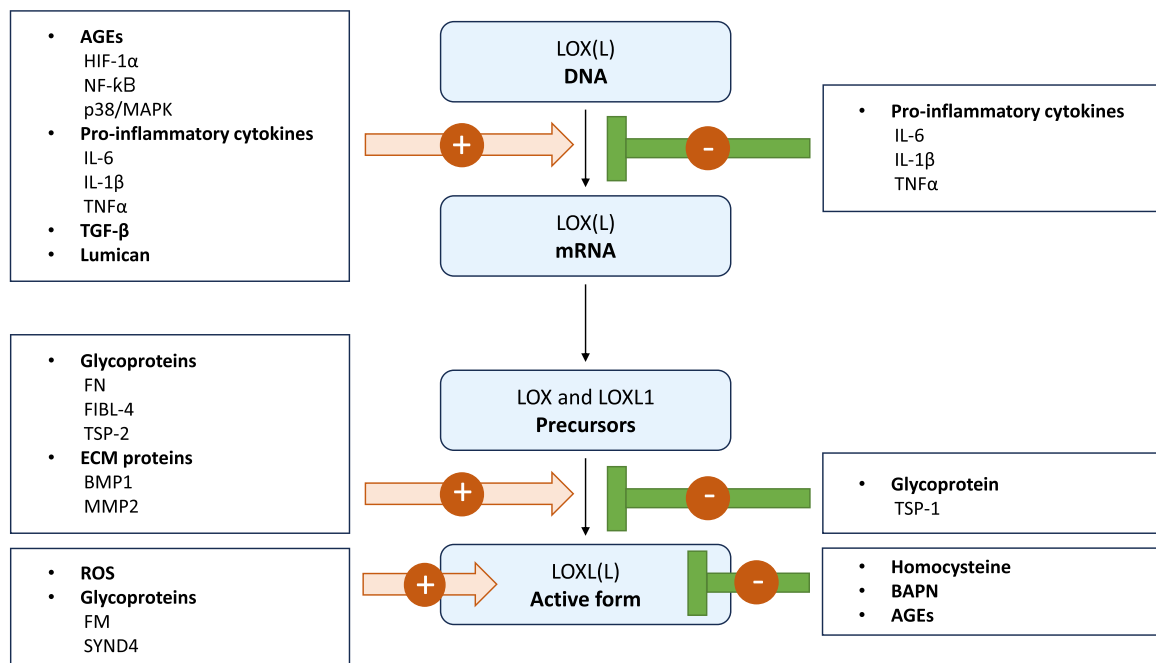 • AGEs
HIF-1α
NF-ƙB
p38/MAPK
• Pro-inflammatory cytokines
IL-6
IL-1β
TNFα
• TGF-β
• Lumican
LOX(L)
DNA
+
-
• Pro-inflammatory cytokines
IL-6
IL-1β
TNFα
LOX(L)
mRNA
• Glycoproteins
FN
FIBL-4
TSP-2
• ECM proteins
BMP1
MMP2
LOX and LOXL1
Precursors
+
-
• Glycoprotein
TSP-1
• ROS
• Glycoproteins
FM
SYND4
+
LOXL(L)
Active form
-
• Homocysteine
• BAPN
• AGEs